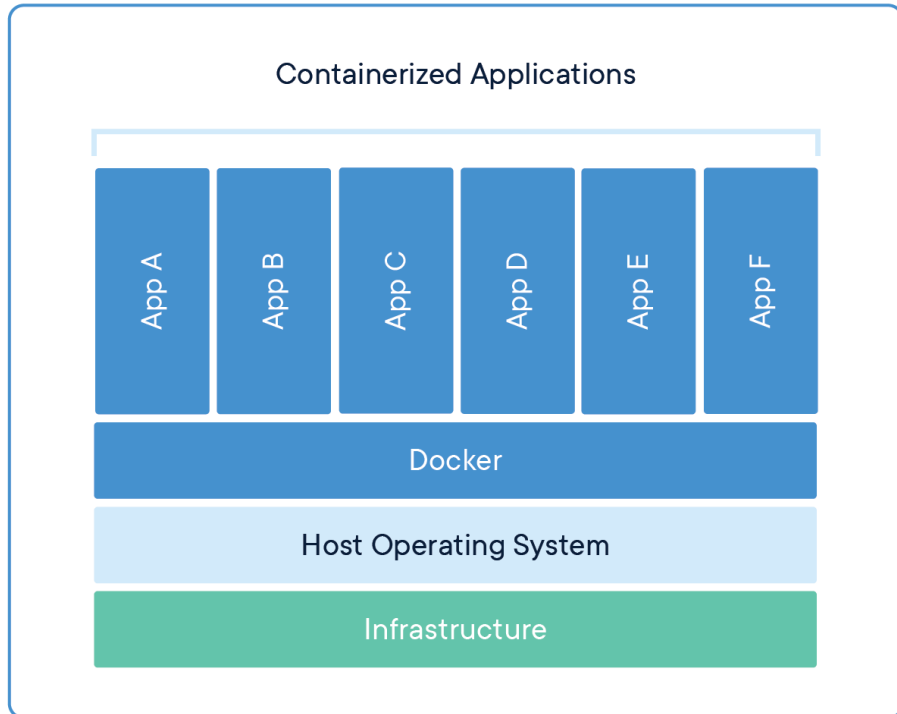 Containerized Applications
App A
App B
App C
App D
App E
App F
Docker
Host Operating System
Infrastructure